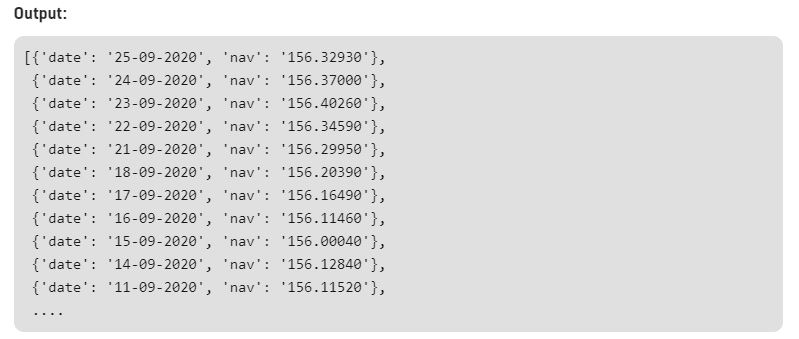 Output:
[{'date': '25-09-2020', 'nav': '156.32930'},
{'date': '24-09-2020', 'nav': '156.37000'},
{'date': '23-09-2020', 'nav': '156.40260'},
{'date': '22-09-2020', 'nav': '156.34590'},
{'date': '21-09-2020', 'nav': '156.29950'},
{'date': '18-09-2020', 'nav': '156.20390'},
{'date': '17-09-2020', 'nav': '156.16490'},
{'date': '16-09-2020', 'nav': '156.11460'},
{'date': '15-09-2020', 'nav': '156.00040'},
{'date': '14-09-2020', 'nav': '156.12840'},
{'date': '11-09-2020', 'nav': '156.11520'},
....